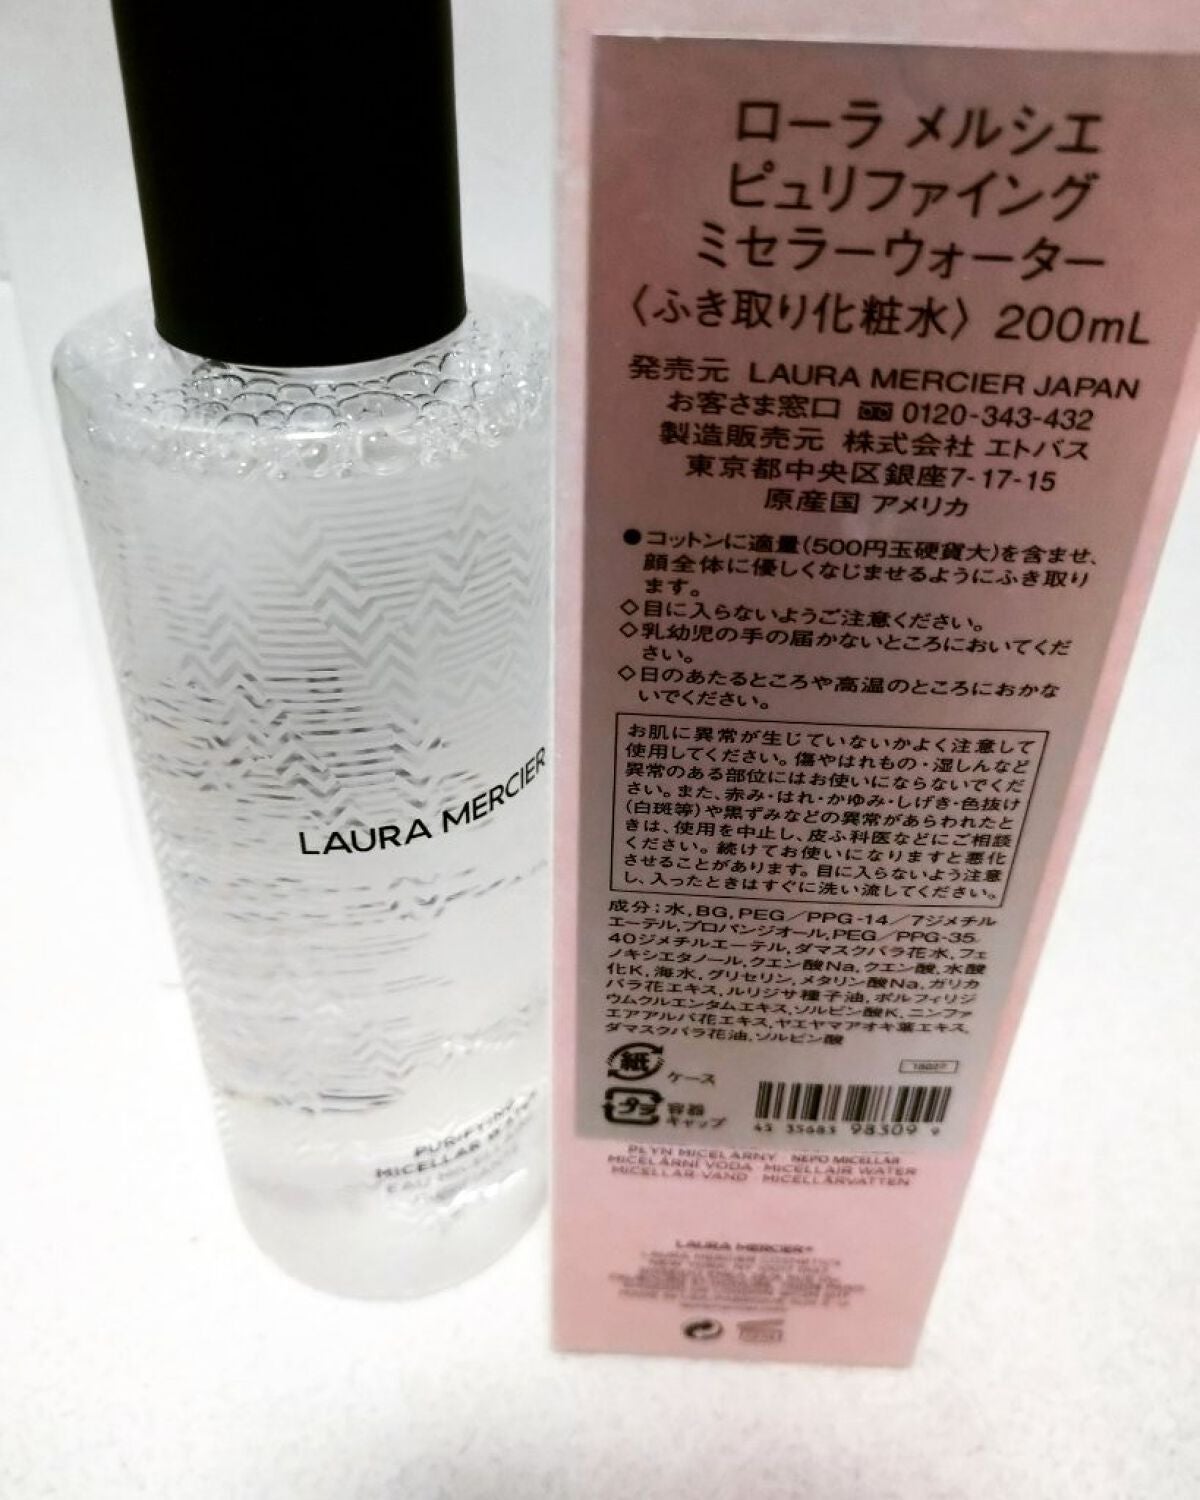 LAURA MERCIER
PURIFYING
MICELLAR WATER
ローラ メルシエ
ピュリファイング
ミセラーウォーター
〈ふき取り化粧水〉 200mL
発売元 LAURA MERCIER JAPAN
お客さま窓口 0120-343-432
製造販売元 株式会社 エトバス
東京都中央区銀座7-17-15
原産国 アメリカ
●コットンに適量(500円玉硬貨大)を含ませ、
顔全体に優しくなじませるようにふき取り
ます。
◇目に入らないようご注意ください。
◇乳幼児の手の届かないところにおいてくだ
さい。
◇日のあたるところや高温のところにおかな
いでください。
お肌に異常が生じていないかよく注意して
使用してください。傷やはれもの・湿しんなど
異常のある部位にはお使いにならないでくだ
さい。また、赤み・はれ・かゆみ・しげき・色抜け
(白斑等)や黒ずみなどの異常があらわれたと
きは、使用を中止し、皮ふ科医などにご相談
ください。続けてお使いになりますと悪化
させることがあります。目に入らないよう注意
し、入ったときはすぐに洗い流してください。
成分:水,BG,PEG／PPG-14／7ジメチル
エーテル,プロパンジオール,PEG／PPG-35／
40ジメチルエーテル,ダマスクバラ花水,フェ
ノキシエタノール,クエン酸Na,クエン酸,水酸
化K,海水,グリセリン,メタリン酸Na,ガリカ
バラ花エキス,ルリジサ種子油,ポルフィリジ
ウムクルエンタムエキス,ソルビン酸K,ニンファ
エアアルバ花エキス,ヤエヤマアオキ葉エキス,
ダマスクバラ花油,ソルビン酸
紙 ケース
プラ 容器
キャップ
45 35683 98309 9
PŁYN MICELARNY NERO MICELLAR
MICELÁRNÍ VODA MICELLAIR WATER
MICELLAR VAND MICELLÄRVATTEN
LAURA MERCIER®
LAURA MERCIER COSMETICS